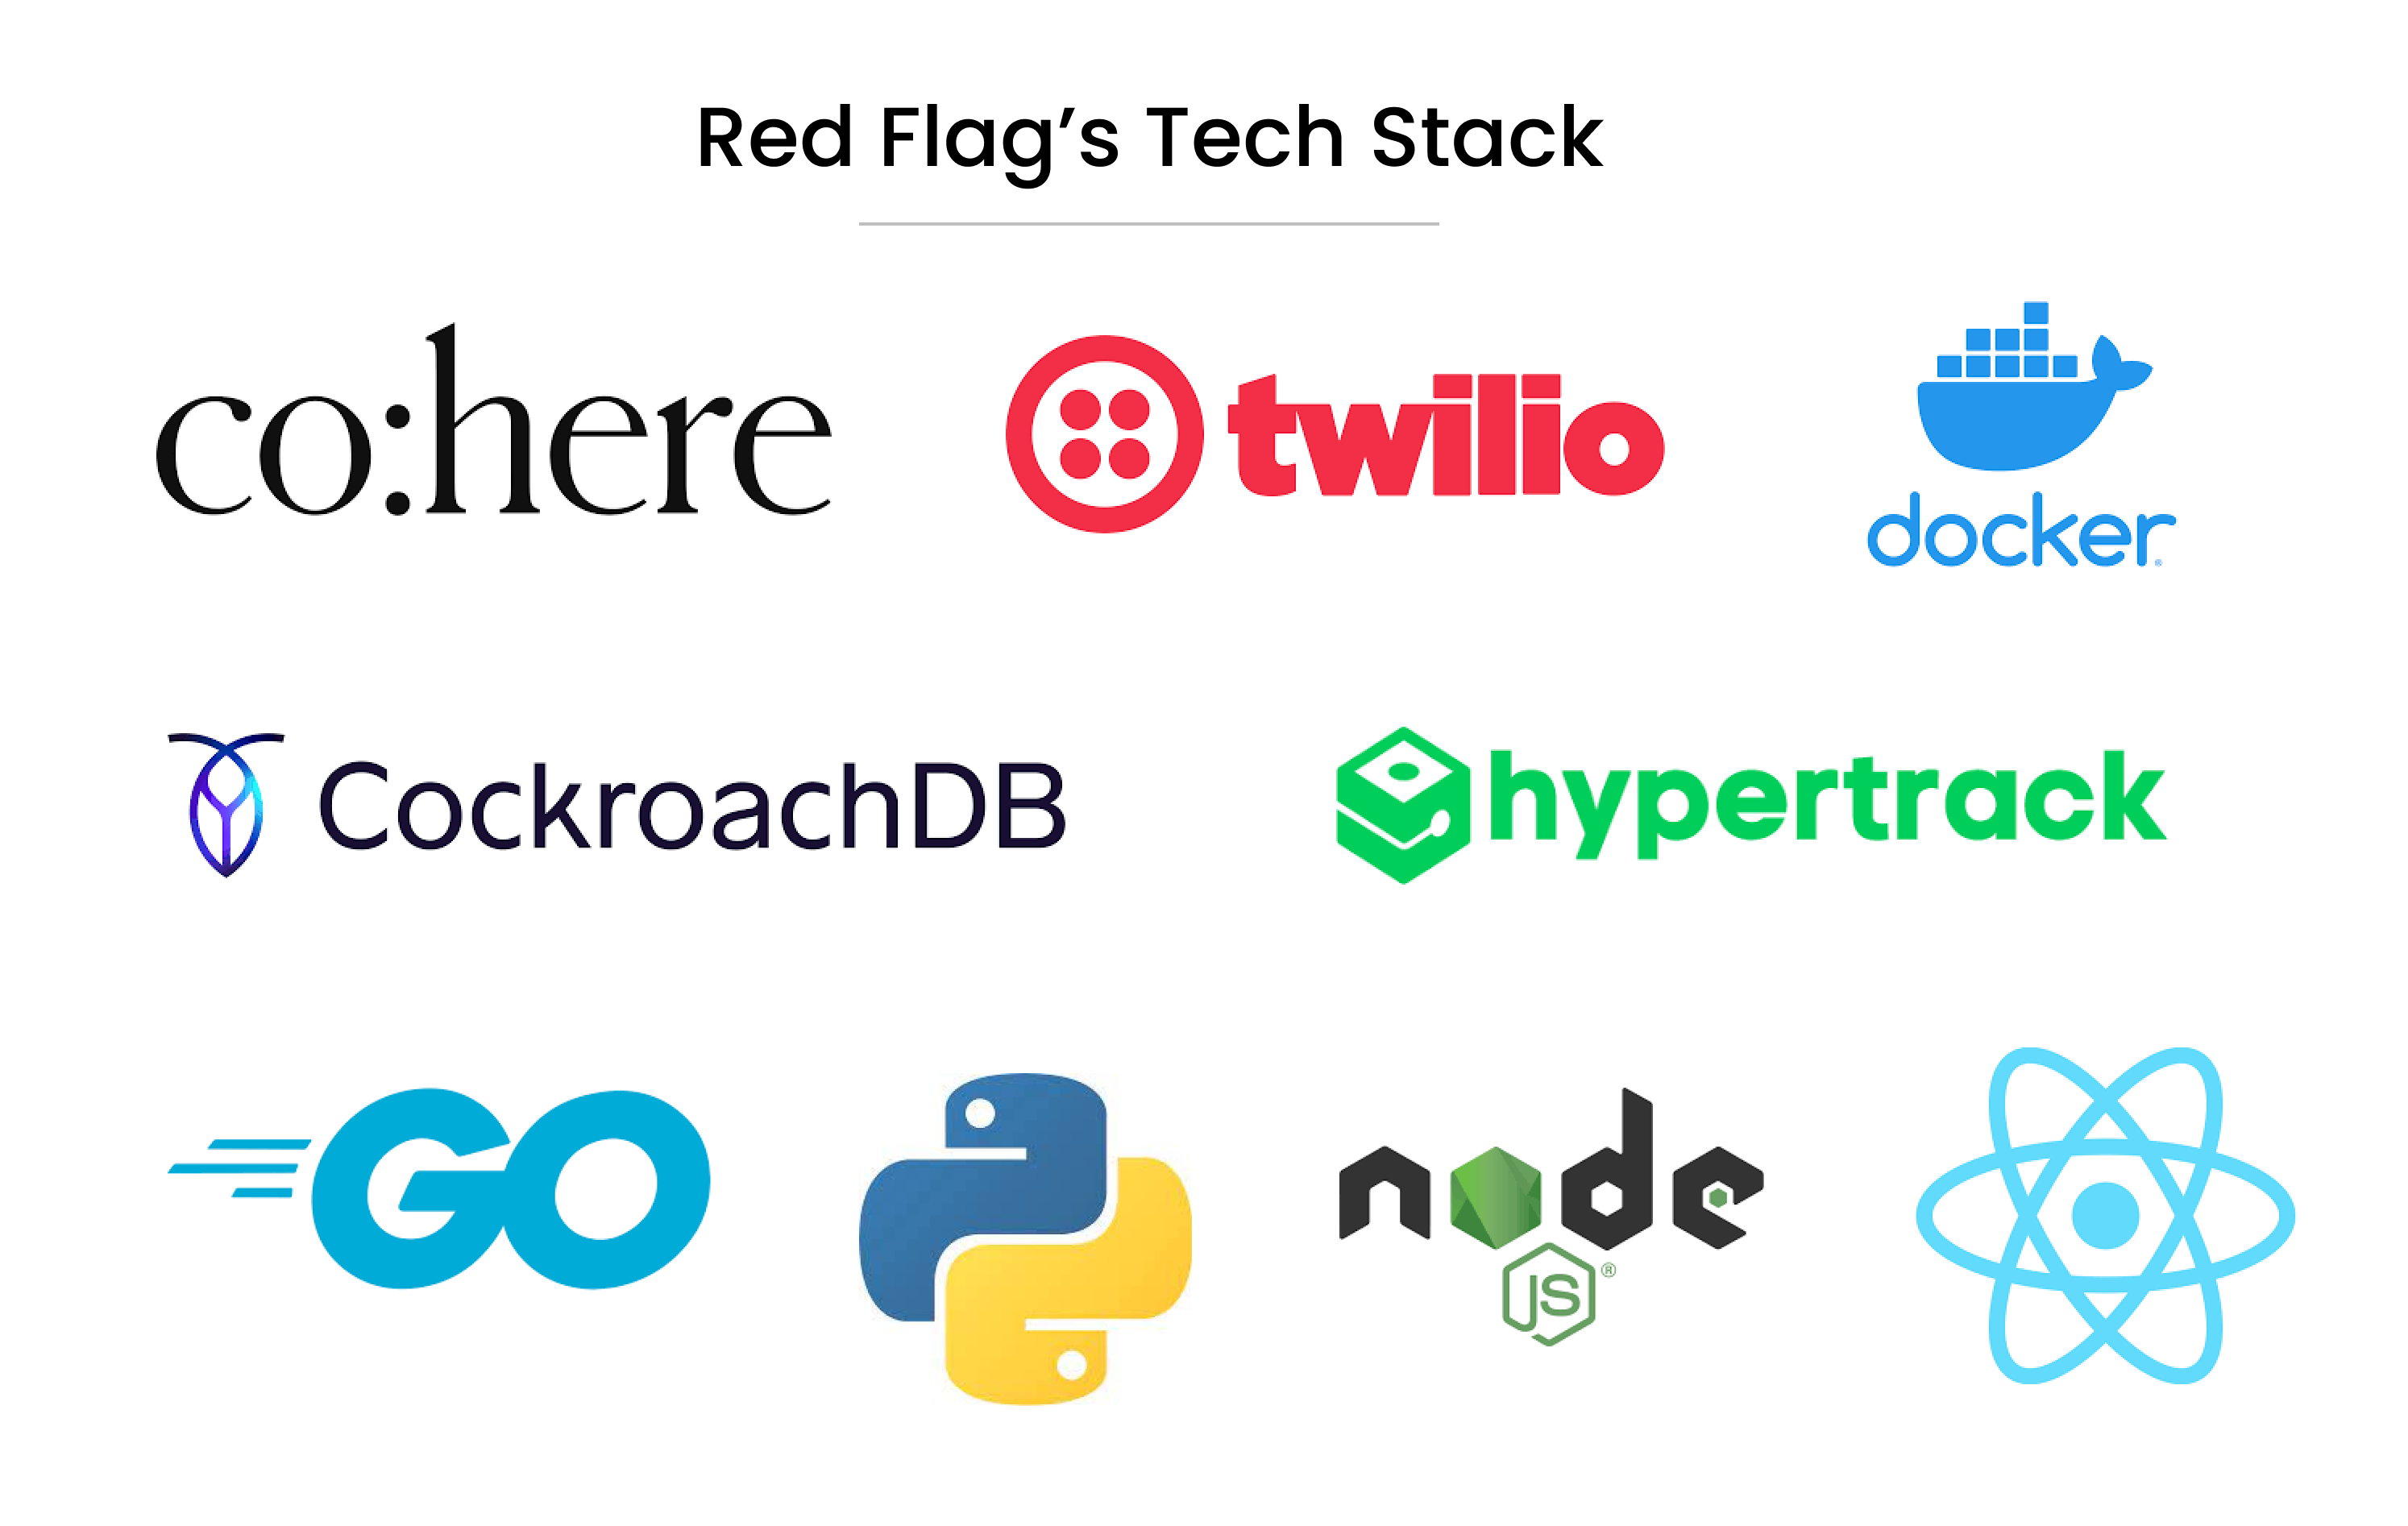 Red Flag’s Tech Stack
co:here
twilio
docker®
CockroachDB
hypertrack
GO
node
JS®